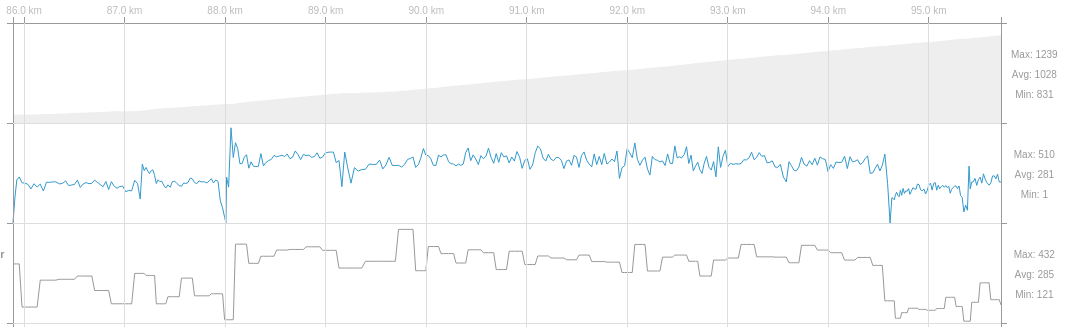 86.0 km 87.0 km 88.0 km 89.0 km 90.0 km 91.0 km 92.0 km 93.0 km 94.0 km 95.0 km
Max: 1239
Avg: 1028
Min: 831
Max: 510
Avg: 281
Min: 1
r
Max: 432
Avg: 285
Min: 121